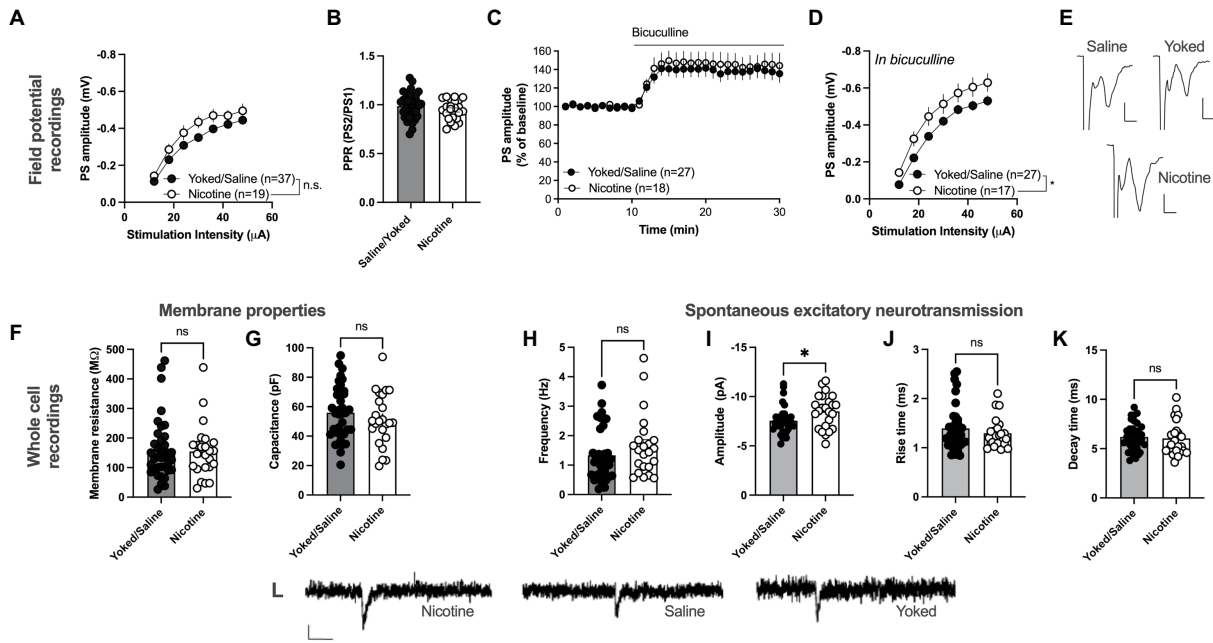 A
B
C
D
E
Field potential
recordings
-0.8
-0.6
-0.4
-0.2
0.0
PS amplitude (mV)
0
20
40
60
Stimulation Intensity (μA)
Yoked/Saline (n=37)
Nicotine (n=19)
n.s.
1.5
1.0
0.5
0.0
PPR (PS2/PS1)
Saline/Yoked
Nicotine
Bicuculline
160
140
120
100
80
60
40
20
0
PS amplitude
(% of baseline)
Yoked/Saline (n=27)
Nicotine (n=18)
0
10
20
30
Time (min)
-0.8
-0.6
-0.4
-0.2
0.0
PS amplitude (mV)
In bicuculline
Yoked/Saline (n=27)
Nicotine (n=17)
*
0
20
40
60
Stimulation Intensity (μA)
Saline
Yoked
Nicotine
Membrane properties
Spontaneous excitatory neurotransmission
Whole cell
recordings
F
ns
500
400
300
200
100
0
Membrane resistance (MΩ)
Yoked/Saline
Nicotine
G
ns
100
80
60
40
20
0
Capacitance (pF)
Yoked/Saline
Nicotine
H
ns
5
4
3
2
1
0
Frequency (Hz)
Yoked/Saline
Nicotine
I
*
-15
-10
-5
0
Amplitude (pA)
Yoked/Saline
Nicotine
J
ns
3
2
1
0
Rise time (ms)
Yoked/Saline
Nicotine
K
ns
15
10
5
0
Decay time (ms)
Yoked/Saline
Nicotine
L
Nicotine
Saline
Yoked